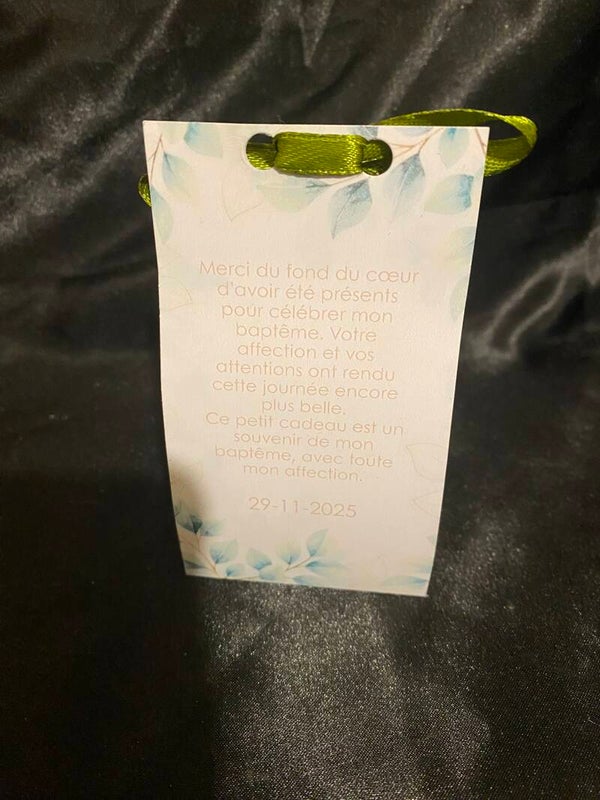 Merci du fond du cœur
d'avoir été présents
pour célébrer mon
baptême. Votre
affection et vos
attentions ont rendu
cette journée encore
plus belle.
Ce petit cadeau est un
souvenir de mon
baptême, avec toute
mon affection.
29-11-2025